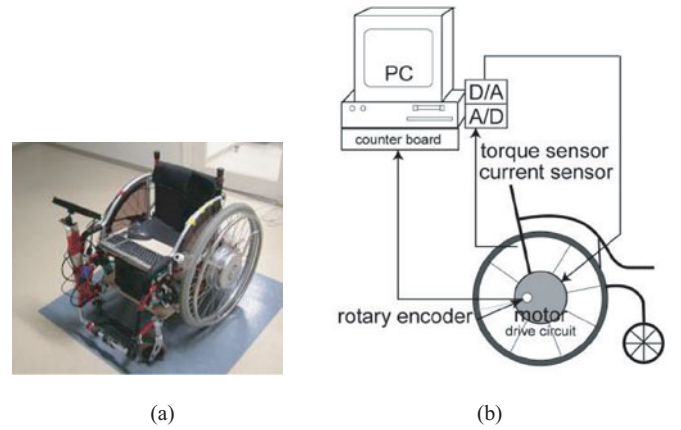 PC
D/A
A/D
counter board
torque sensor
current sensor
rotary encoder
motor
drive circuit
(a)
(b)